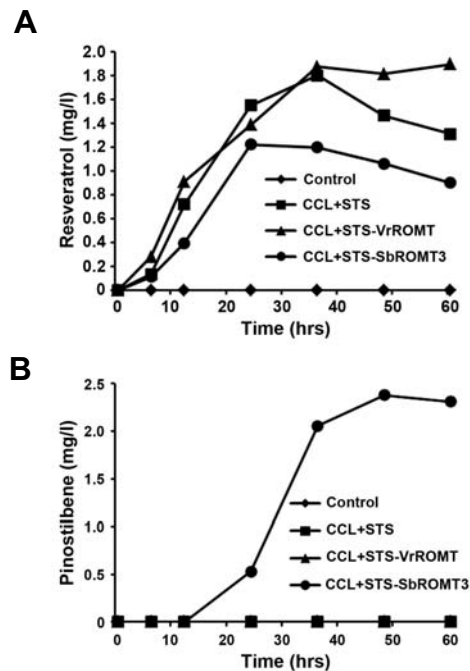 A
Resveratrol (mg/l)
2.0
1.8
1.6
1.2
1.4
1.0
0.8
0.6
0.4
0.2
0
Control
CCL+STS
CCL+STS-VrROMT
CCL+STS-SbROMT3
0 10 20 30 40 50 60
Time (hrs)
B
Pinostilbene (mg/l)
2.5
2.0
1.5
1.0
0.5
0
Control
CCL+STS
CCL+STS-VrROMT
CCL+STS-SbROMT3
0 10 20 30 40 50 60
Time (hrs)